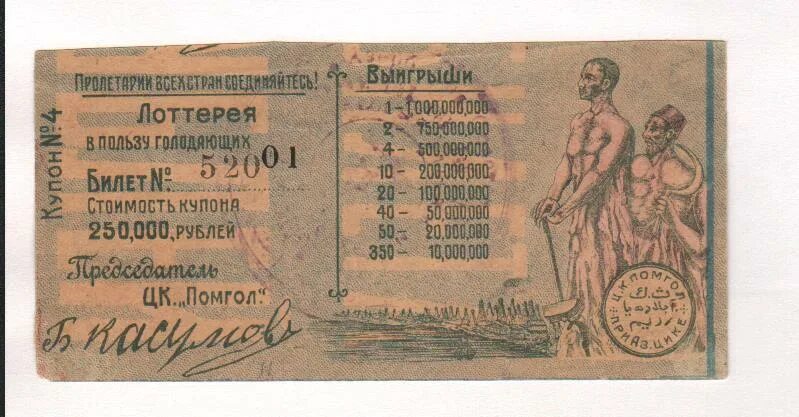 Купон №4
Пролетарии всех стран соединяйтесь!
Лоттерея
в пользу голодающих
Билет №: 52001
Стоимость купона
250,000, рублей
Председатель
ЦК. „Помгол".
Б Касумовъ
Выигрыши
1 – 1,000,000,000
2 – 750,000,000
4 – 500,000,000
10 – 200,000,000
20 – 100,000,000
40 – 50,000,000
50 – 20,000,000
350 – 10,000,000
Ц.К. ПОМГОЛ
ПРИ АЗ. ЦИКЕ